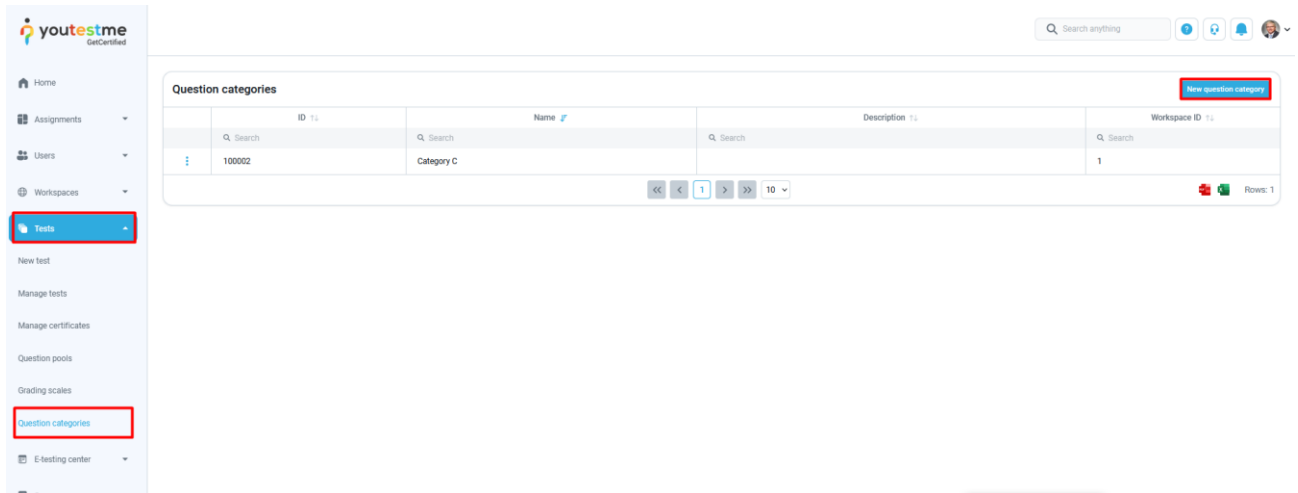 youtestme
GetCertified
Search anything
Home
Assignments
Users
Workspaces
Tests
New test
Manage tests
Manage certificates
Question pools
Grading scales
Question categories
E-testing center
Question categories
New question category
ID Name Description Workspace ID
Search Search Search Search
100002 Category C 1
1 10 Rows: 1